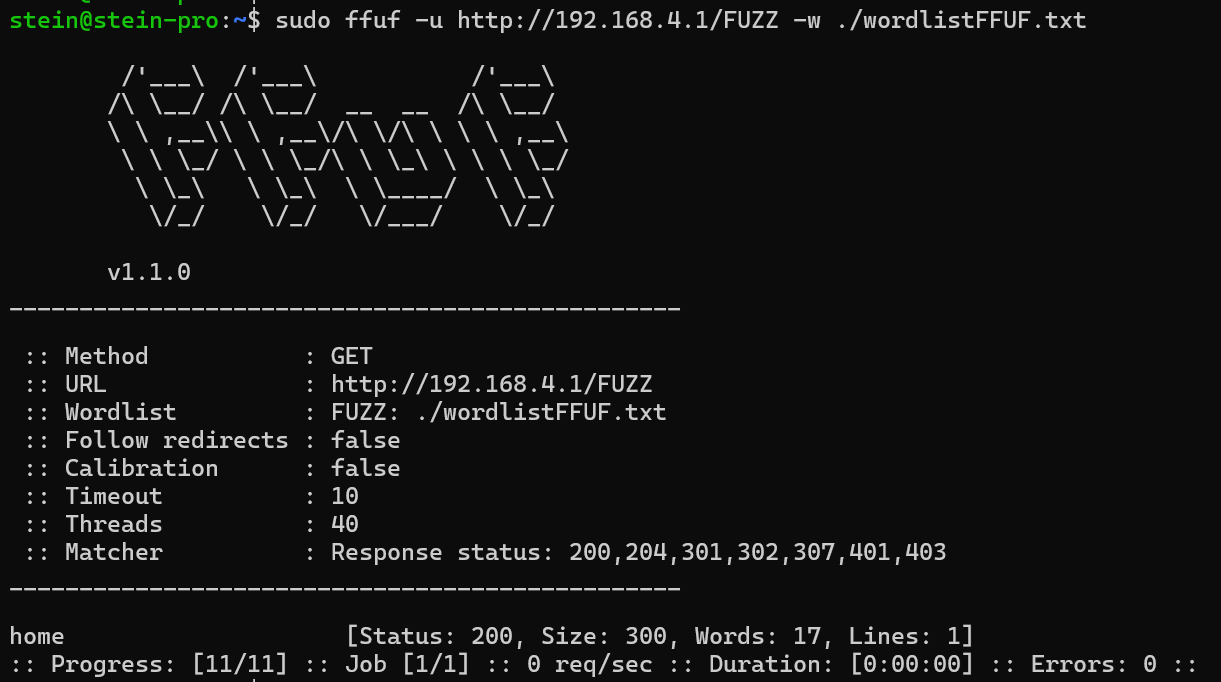 stein@stein-pro:~$ sudo ffuf -u http://192.168.4.1/FUZZ -w ./wordlistFFUF.txt
        /'___\  /'___\           /'___\
       /\ \__/ /\ \__/  __  __  /\ \__/
       \ \ ,__\\ \ ,__\/\ \/\ \ \ \ ,__\
        \ \ \_/ \ \ \_/\ \ \_\ \ \ \ \_/
         \ \_\   \ \_\  \ \____/  \ \_\
          \/_/    \/_/   \/___/    \/_/
       v1.1.0
________________________________________________
 :: Method           : GET
 :: URL              : http://192.168.4.1/FUZZ
 :: Wordlist         : FUZZ: ./wordlistFFUF.txt
 :: Follow redirects : false
 :: Calibration      : false
 :: Timeout          : 10
 :: Threads          : 40
 :: Matcher          : Response status: 200,204,301,302,307,401,403
________________________________________________
home                    [Status: 200, Size: 300, Words: 17, Lines: 1]
:: Progress: [11/11] :: Job [1/1] :: 0 req/sec :: Duration: [0:00:00] :: Errors: 0 ::